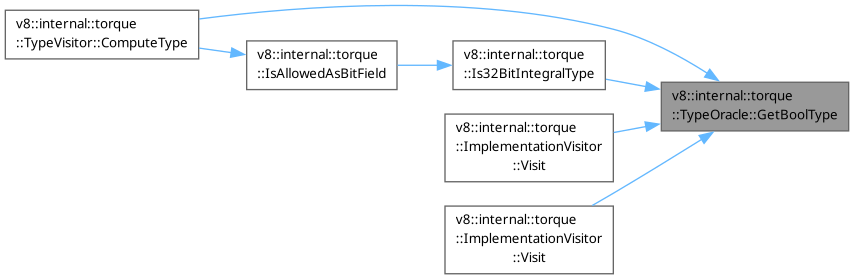 v8::internal::torque
::TypeVisitor::ComputeType
v8::internal::torque
::IsAllowedAsBitField
v8::internal::torque
::Is32BitIntegralType
v8::internal::torque
::TypeOracle::GetBoolType
v8::internal::torque
::ImplementationVisitor
::Visit
v8::internal::torque
::ImplementationVisitor
::Visit